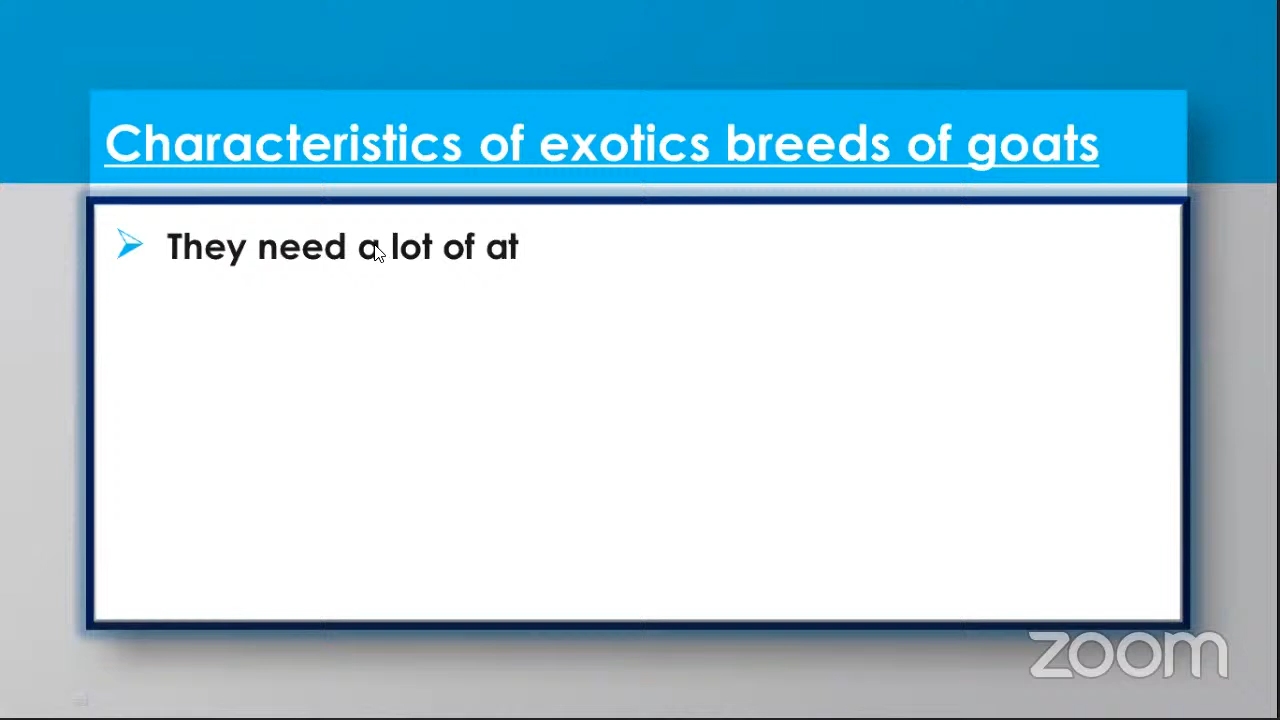 Characteristics of exotics breeds of goats
They need a lot of at
zoom